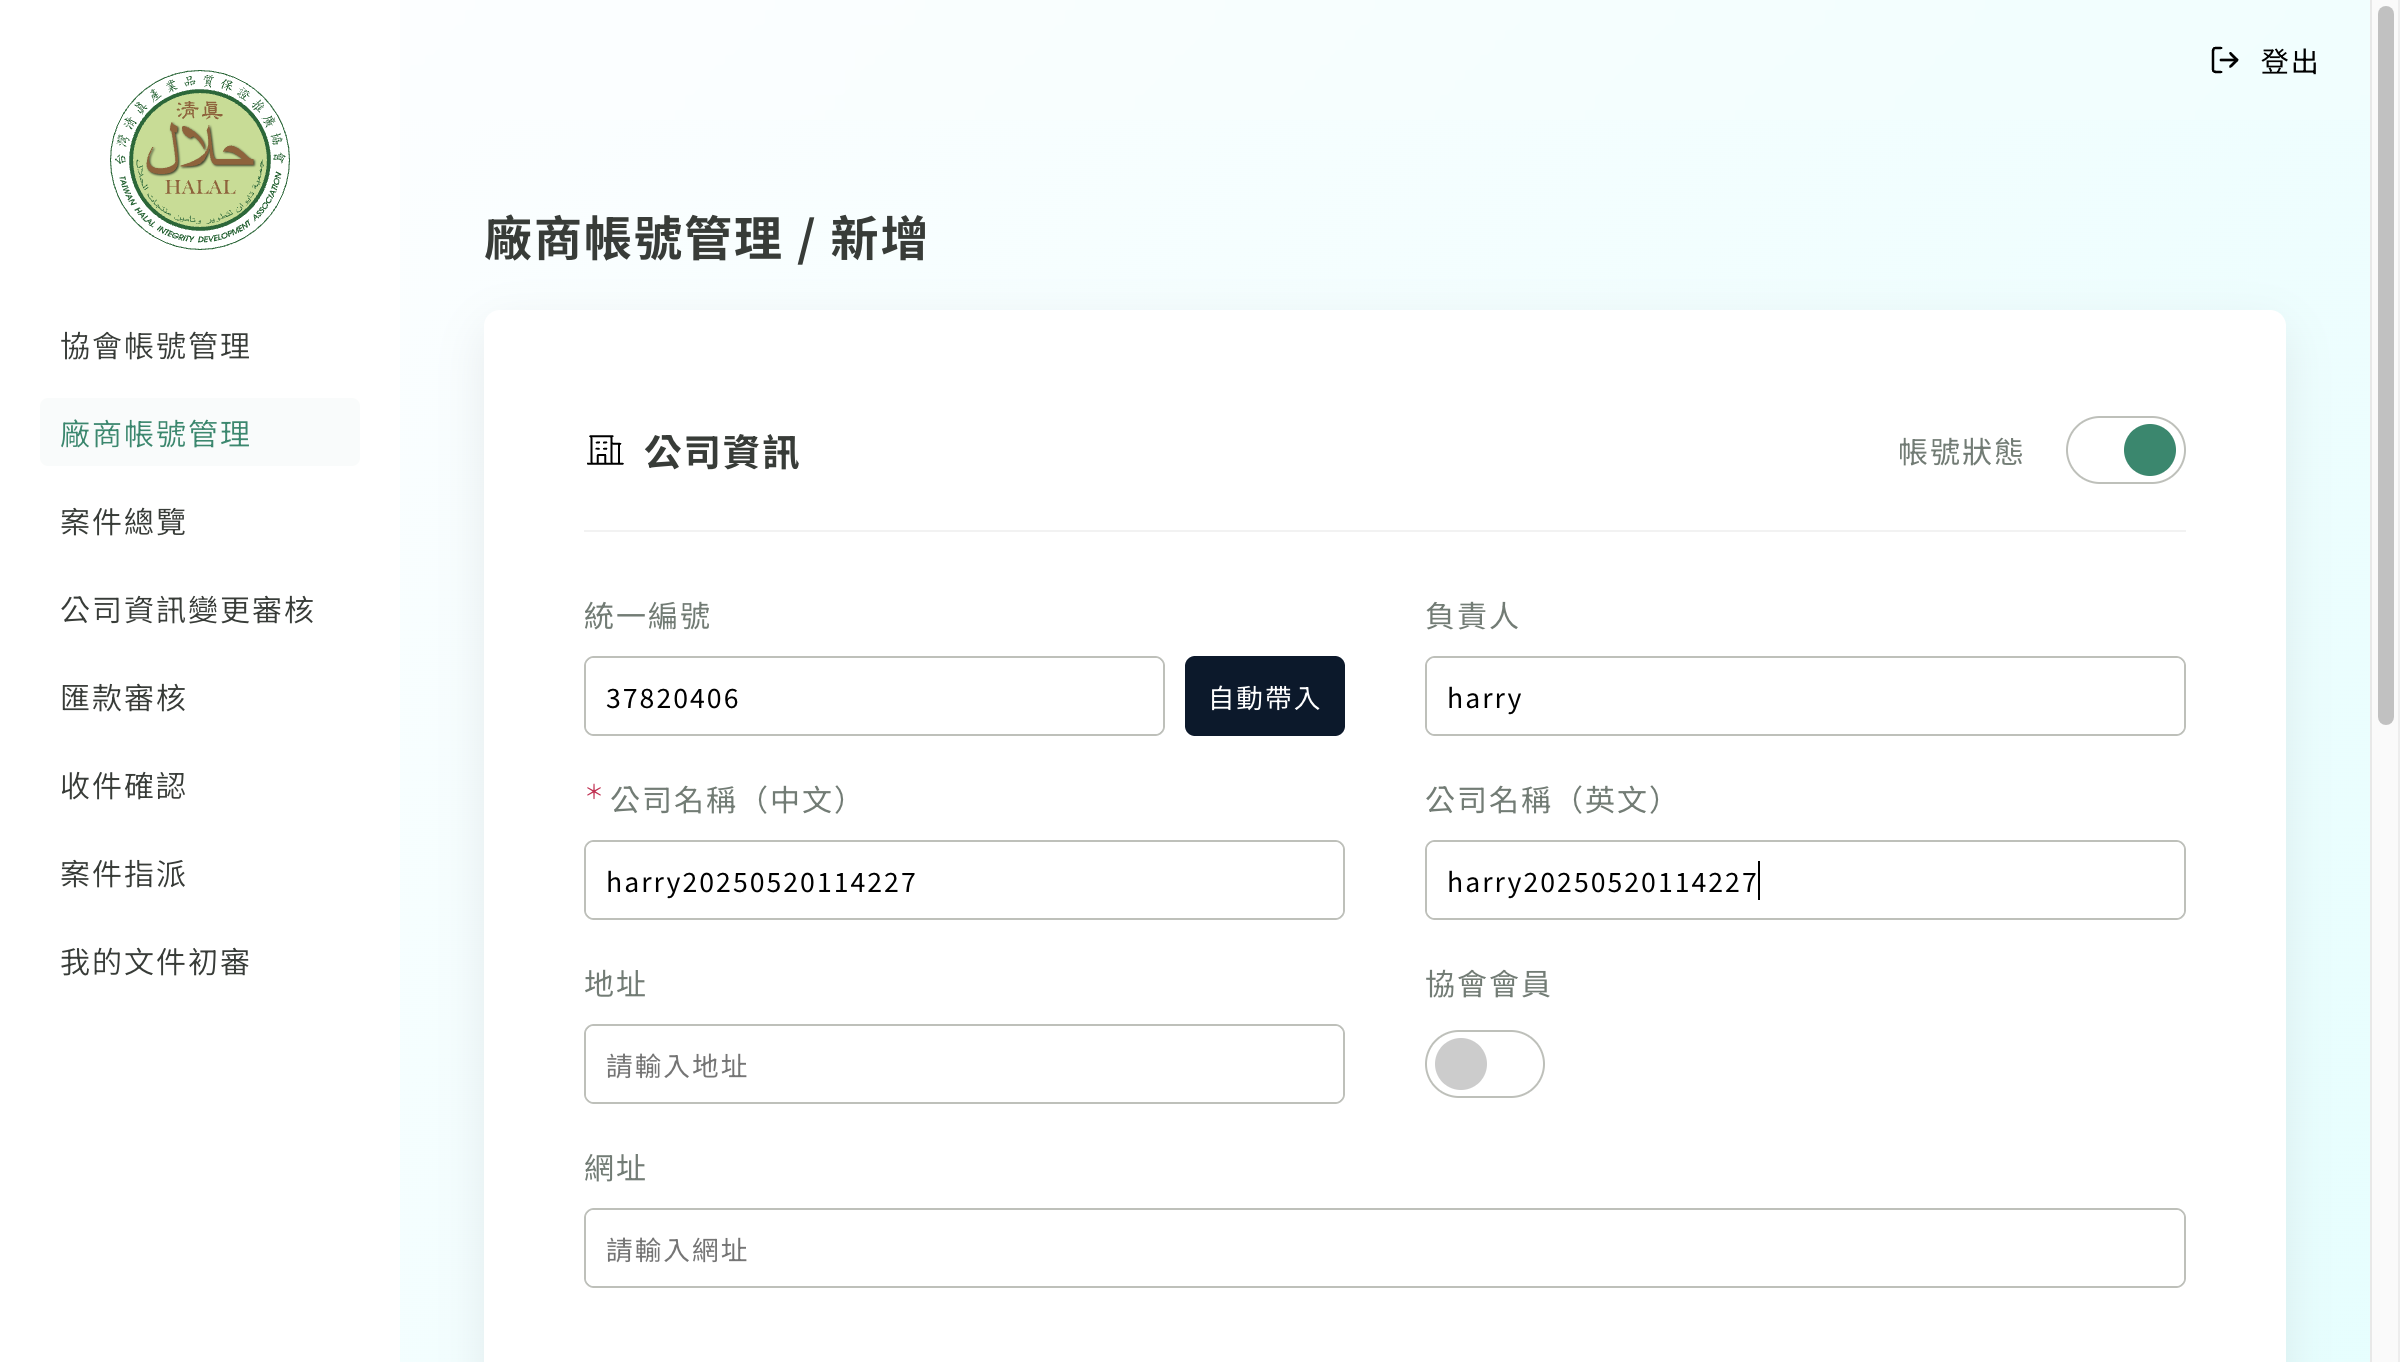 台灣清真產業品質保證推廣協會
清真
حلال
HALAL
TAIWAN HALAL INTEGRITY DEVELOPMENT ASSOCIATION
登出
協會帳號管理
廠商帳號管理
案件總覽
公司資訊變更審核
匯款審核
收件確認
案件指派
我的文件初審
廠商帳號管理 / 新增
公司資訊
帳號狀態
統一編號
負責人
37820406
自動帶入
harry
* 公司名稱（中文）
公司名稱（英文）
harry20250520114227
harry20250520114227
地址
協會會員
請輸入地址
網址
請輸入網址